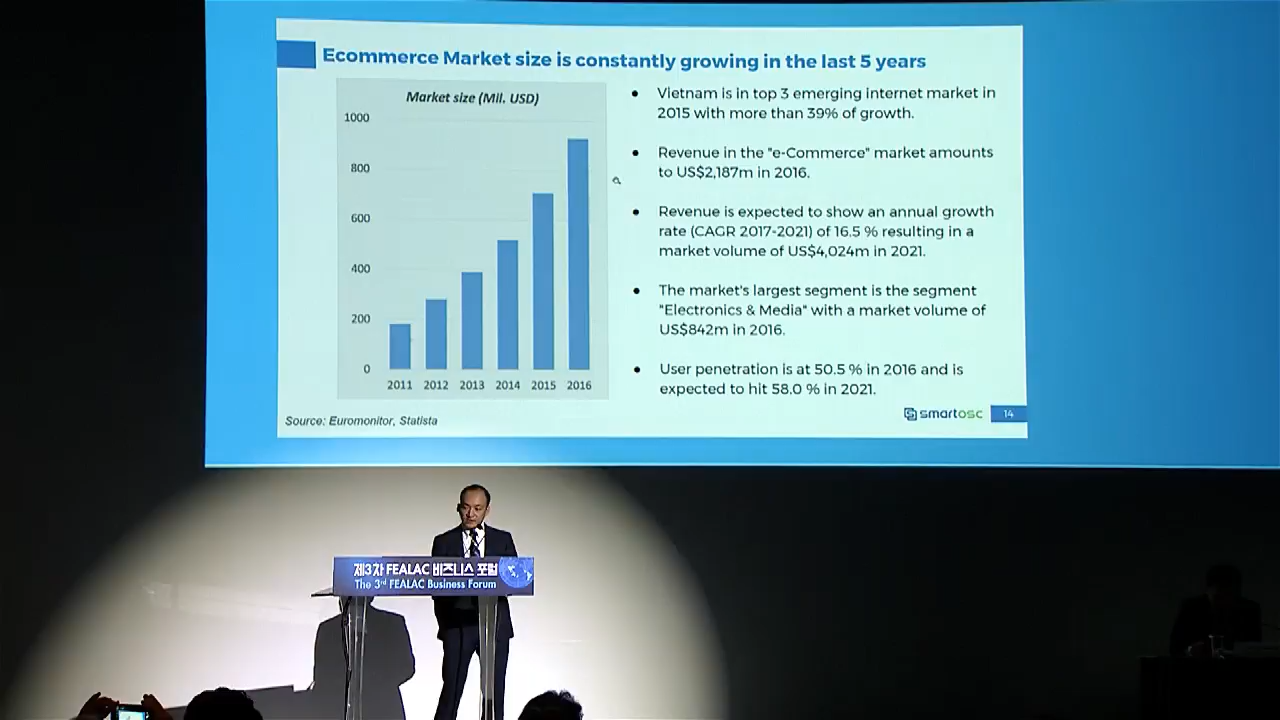 Ecommerce Market size is constantly growing in the last 5 years
Market size (Mil. USD)
1000
800
600
400
200
0
2011 2012 2013 2014 2015 2016
Source: Euromonitor, Statista
• Vietnam is in top 3 emerging internet market in
2015 with more than 39% of growth.
• Revenue in the "e-Commerce" market amounts
to US$2,187m in 2016.
• Revenue is expected to show an annual growth
rate (CAGR 2017-2021) of 16.5 % resulting in a
market volume of US$4,024m in 2021.
• The market's largest segment is the segment
"Electronics & Media" with a market volume of
US$842m in 2016.
• User penetration is at 50.5 % in 2016 and is
expected to hit 58.0 % in 2021.
smartosc 14
제3차 FEALAC 비즈니스 포럼
The 3rd FEALAC Business Forum